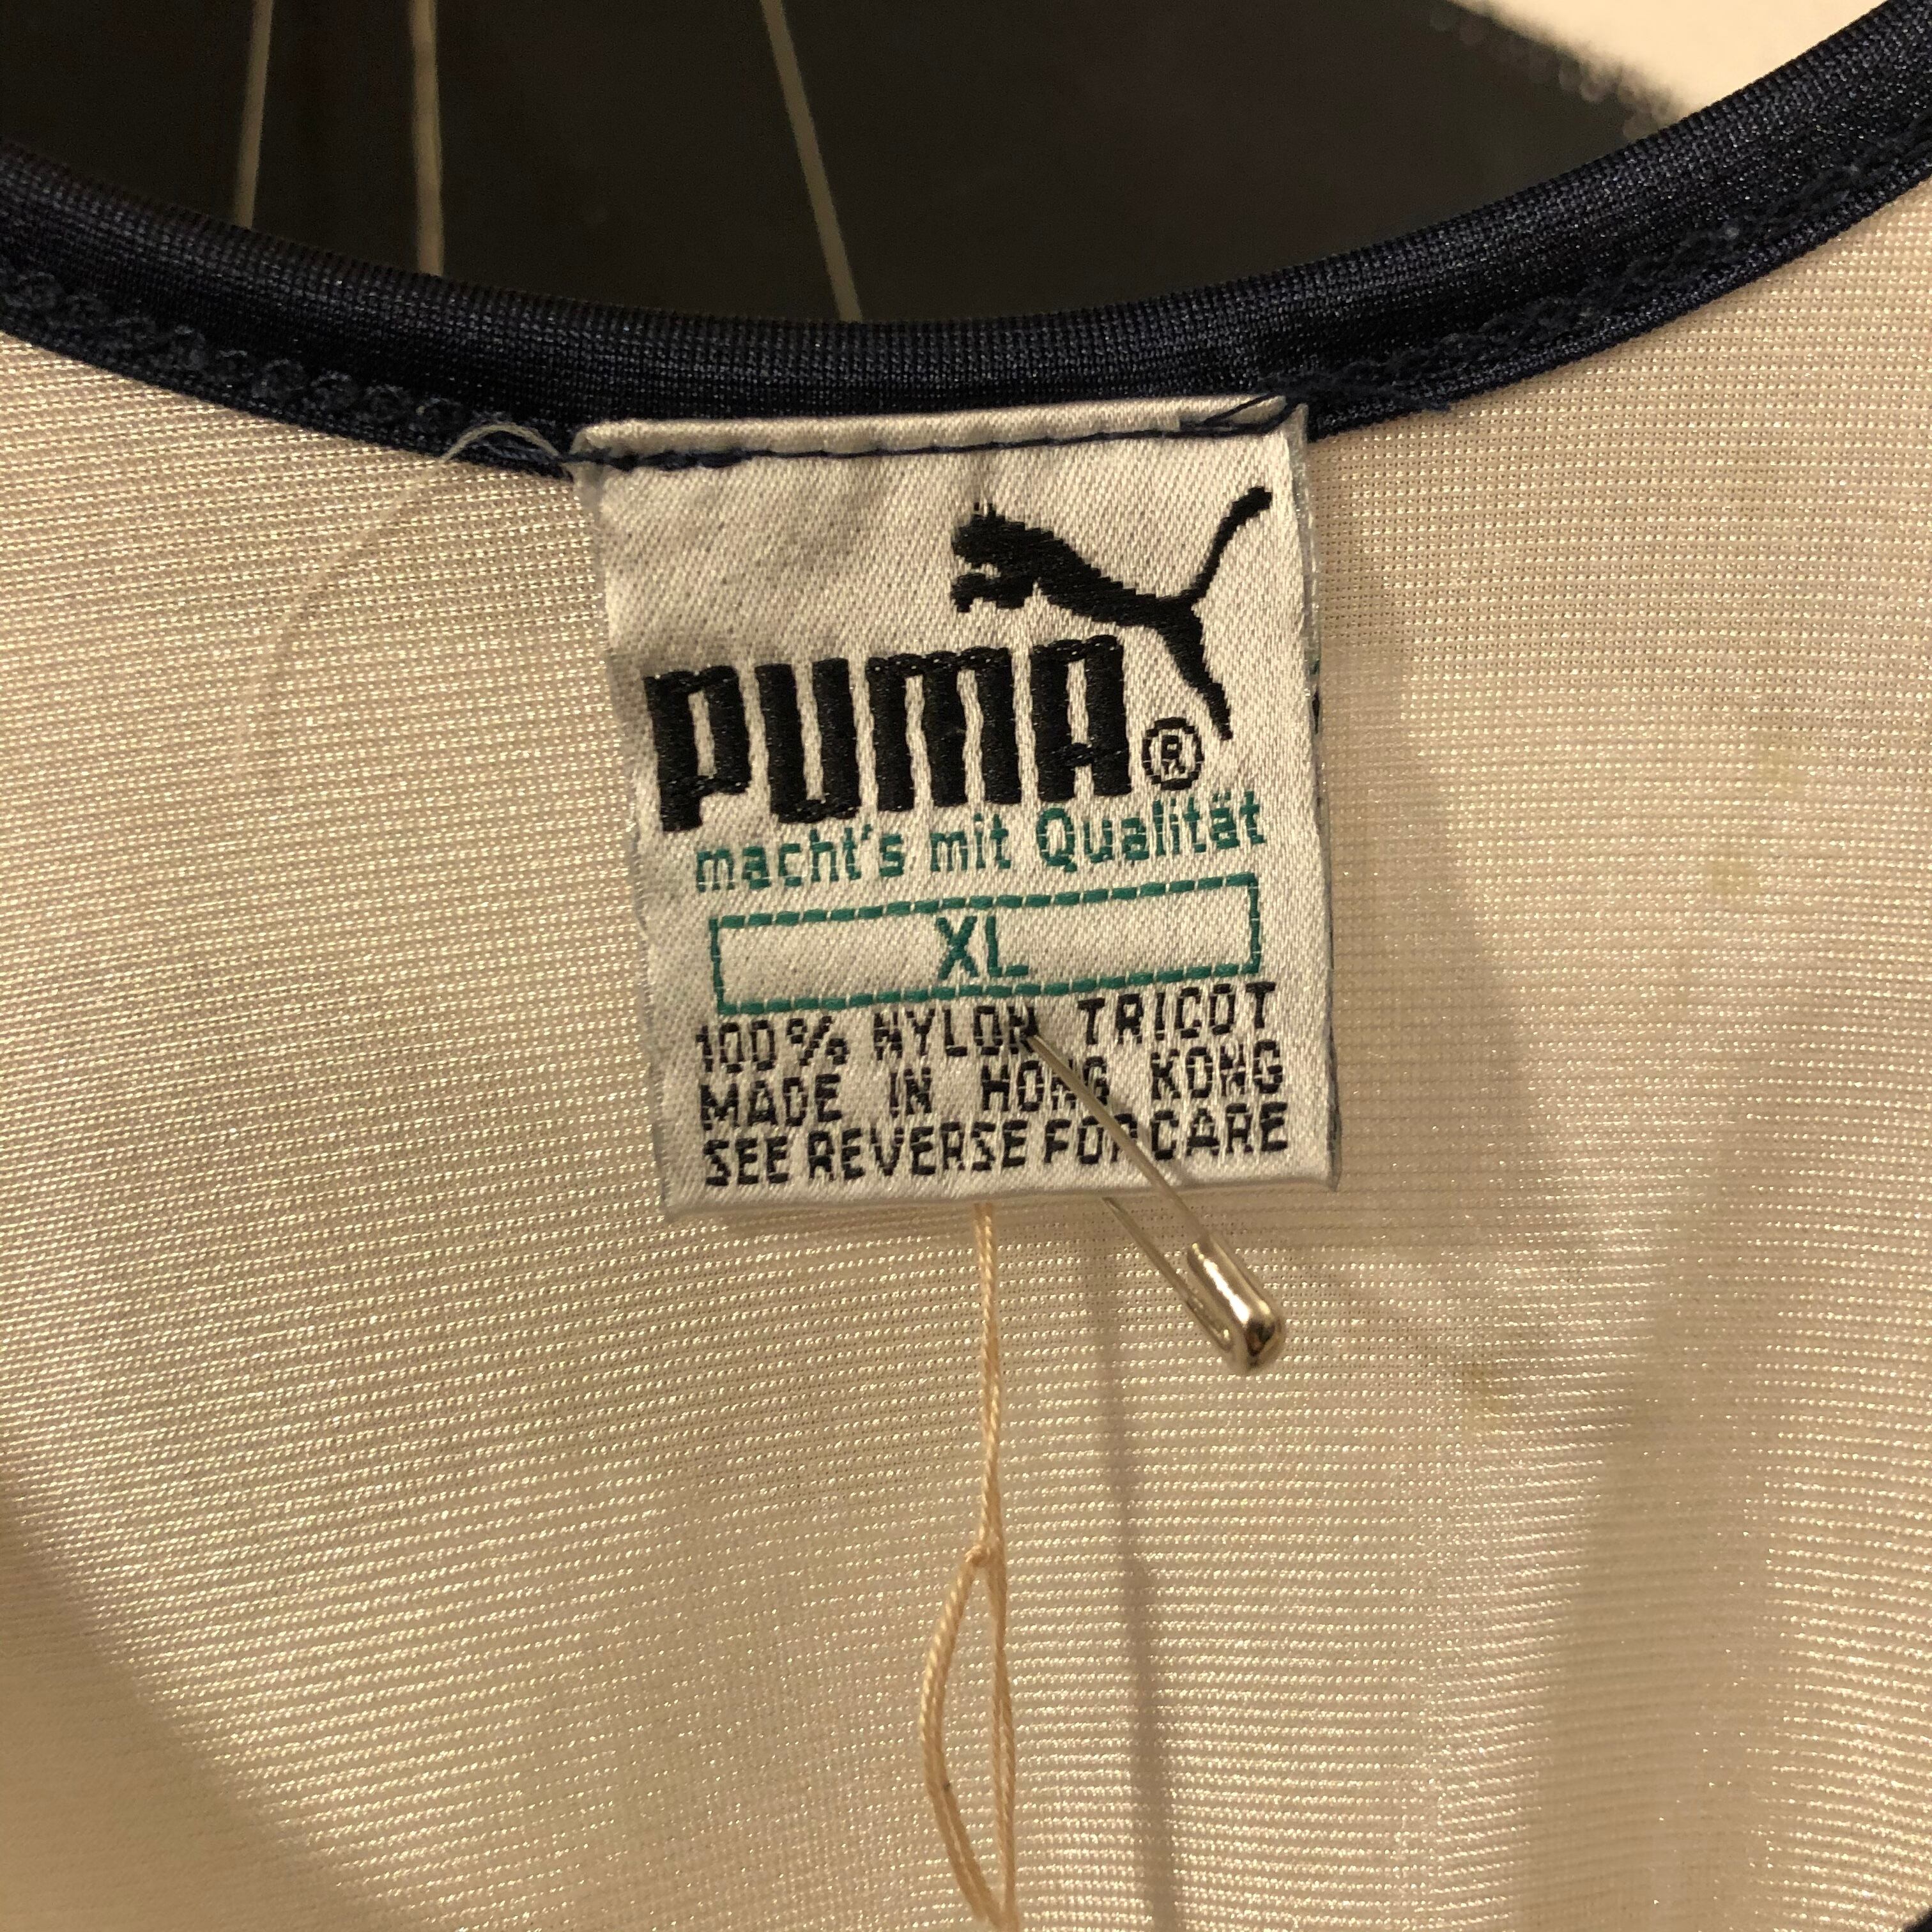 PUMA®
macht's mit Qualität
XL
100% NYLON TRICOT
MADE IN HONG KONG
SEE REVERSE FOR CARE